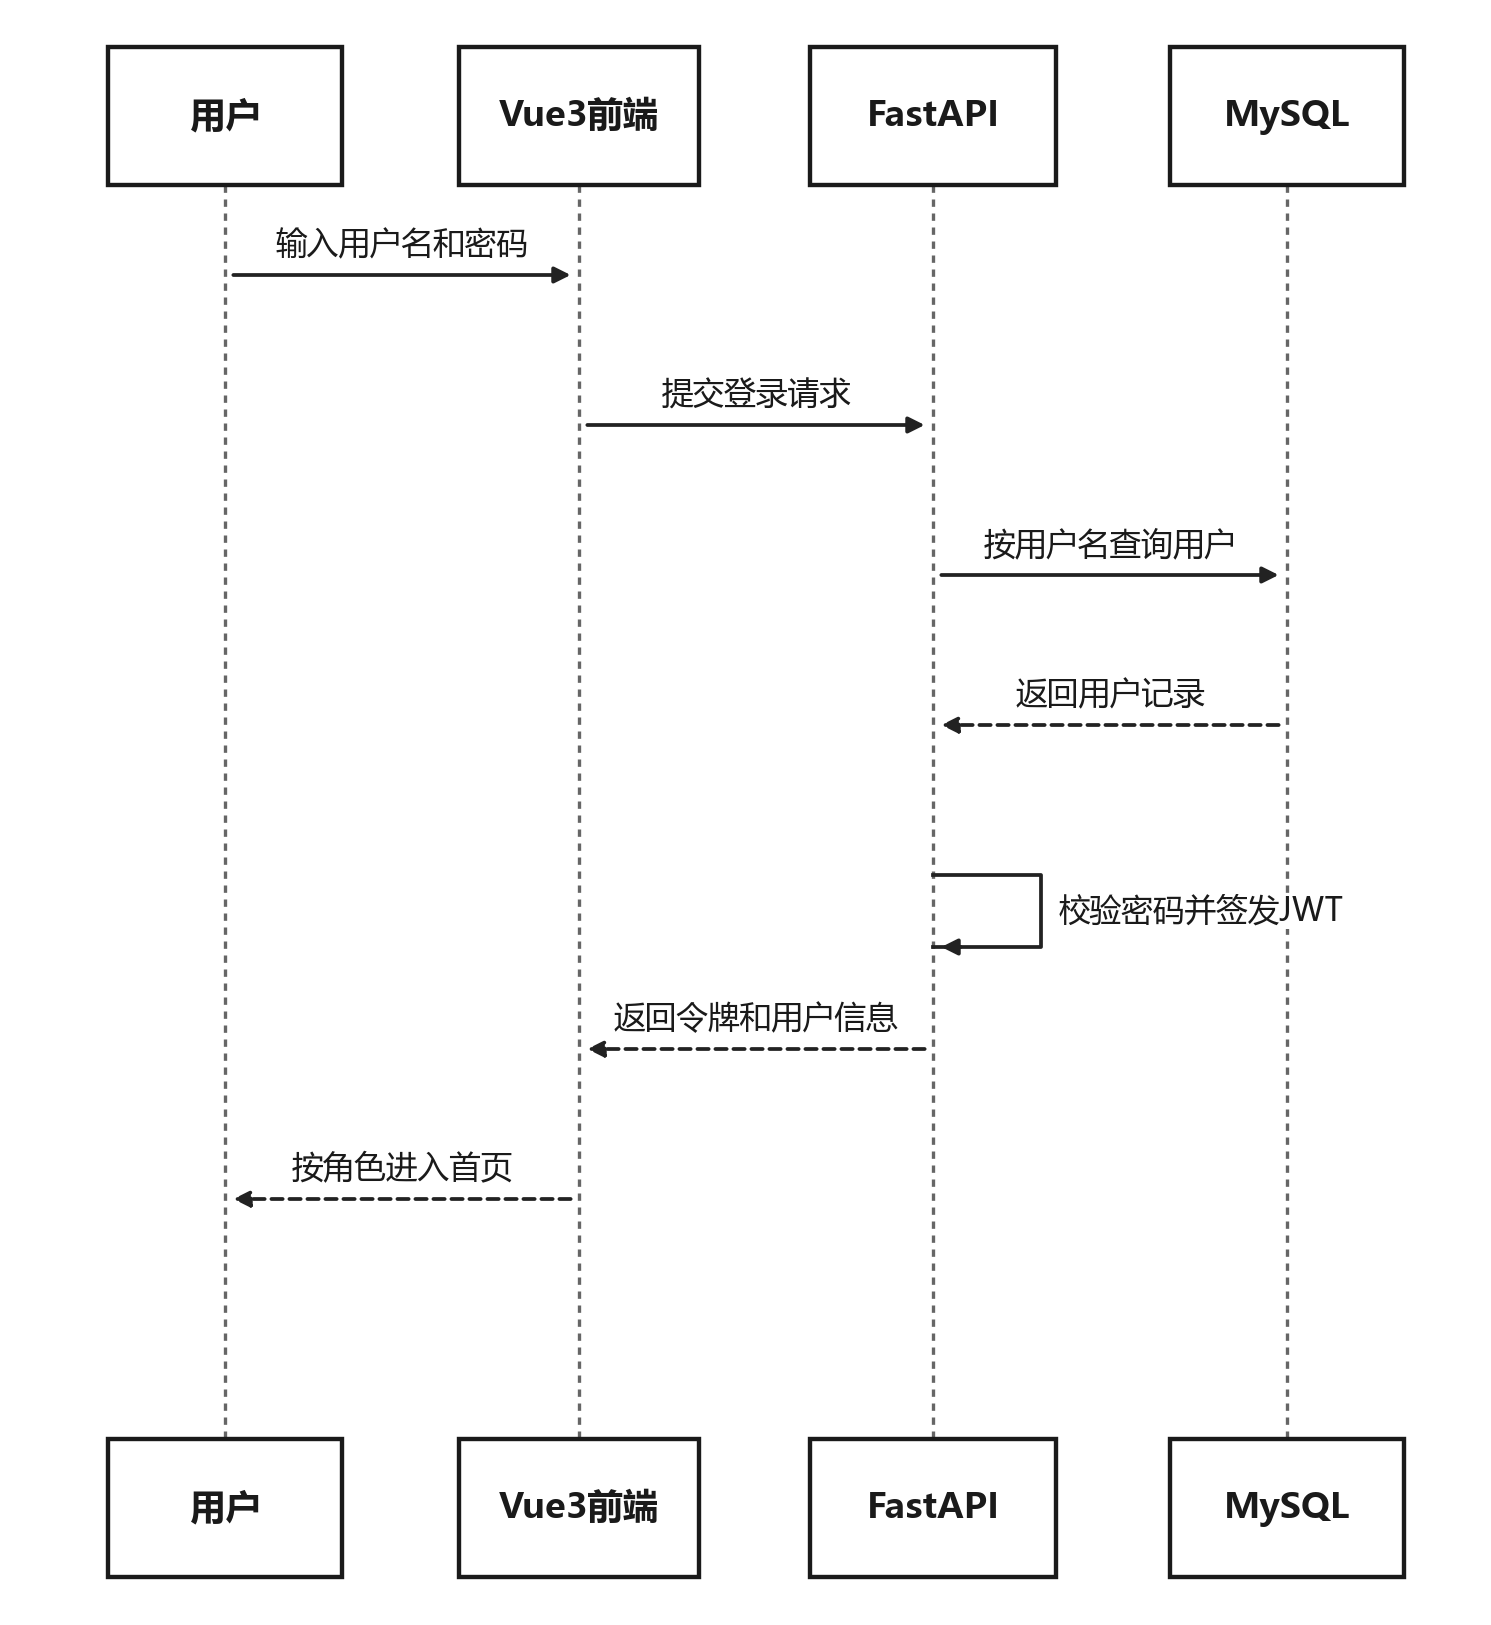 用户
Vue3前端
FastAPI
MySQL
输入用户名和密码
提交登录请求
按用户名查询用户
返回用户记录
校验密码并签发JWT
返回令牌和用户信息
按角色进入首页
用户
Vue3前端
FastAPI
MySQL